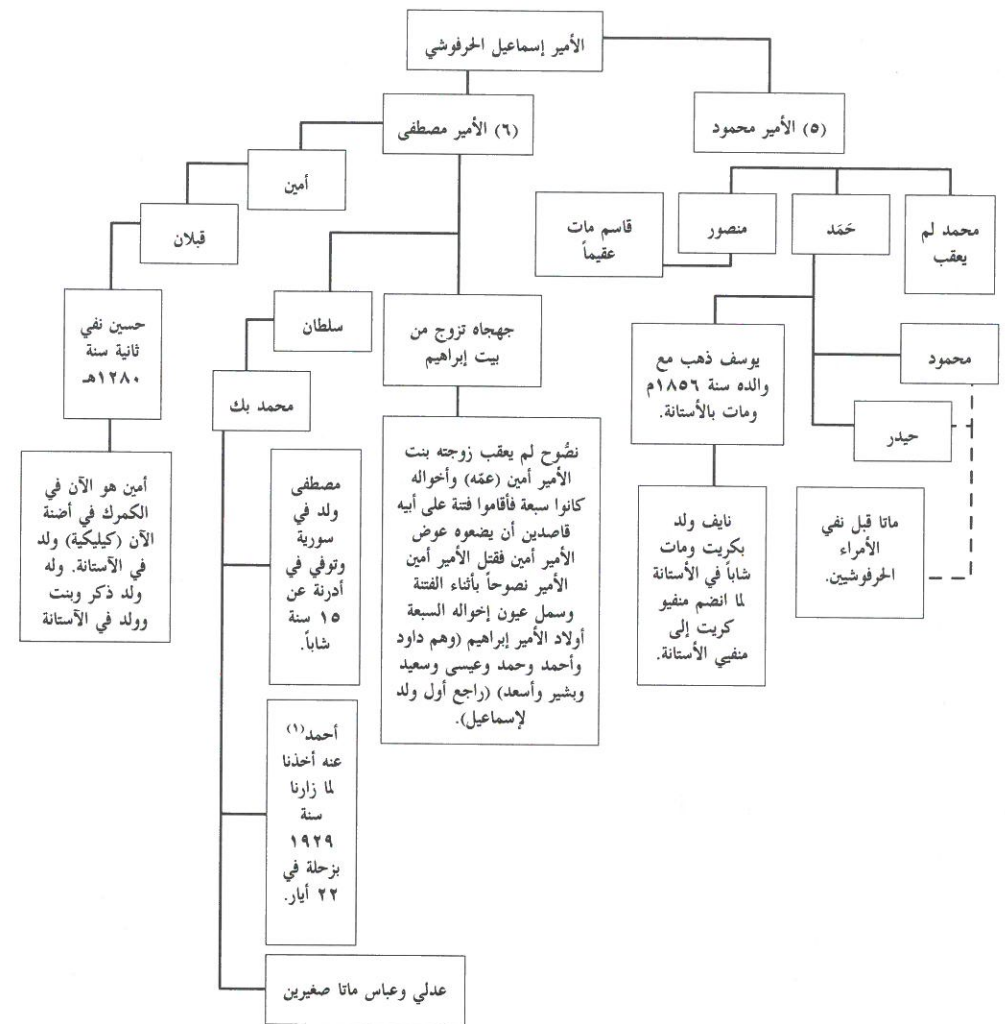 الأمير إسماعيل الحرفوشي
(٥) الأمير محمود
(٦) الأمير مصطفى
محمد لم
يعقب
حَمَد
منصور
قاسم مات
عقيماً
محمود
حيدر
ماتا قبل نفي
الأمراء
الحرفوشيين.
يوسف ذهب مع
والده سنة ١٨٥٦م
ومات بالأستانة.
نايف ولد
بكريت ومات
شاباً في الأستانة
لما انضم منفيو
كريت إلى
منفيي الأستانة.
أمين
قبلان
حسين نفي
ثانية سنة
١٢٨٠هـ
أمين هو الآن في
الكمرك في أضنة
الآن (كيليكية) ولد
في الآستانة. وله
ولد ذكر وبنت
وولد في الآستانة
جهجاه تزوج من
بيت إبراهيم
نصُّوح لم يعقب زوجته بنت
الأمير أمين (عمّه) وأخواله
كانوا سبعة فأقاموا فتنة على أبيه
قاصدين أن يضعوه عوض
الأمير أمين فقتل الأمير أمين
الأمير نصوحاً بأثناء الفتنة
وسمل عيون إخواله السبعة
أولاد الأمير إبراهيم (وهم داود
وأحمد وحمد وعيسى وسعيد
وبشير وأسعد) (راجع أول ولد
لإسماعيل).
سلطان
محمد بك
مصطفى
ولد في
سورية
وتوفي في
أدرنة عن
١٥ سنة
شاباً.
أحمد(١)
عنه أخذنا
لما زارنا
سنة
١٩٢٩
بزحلة في
٢٢ أيار.
عدلي وعباس ماتا صغيرين